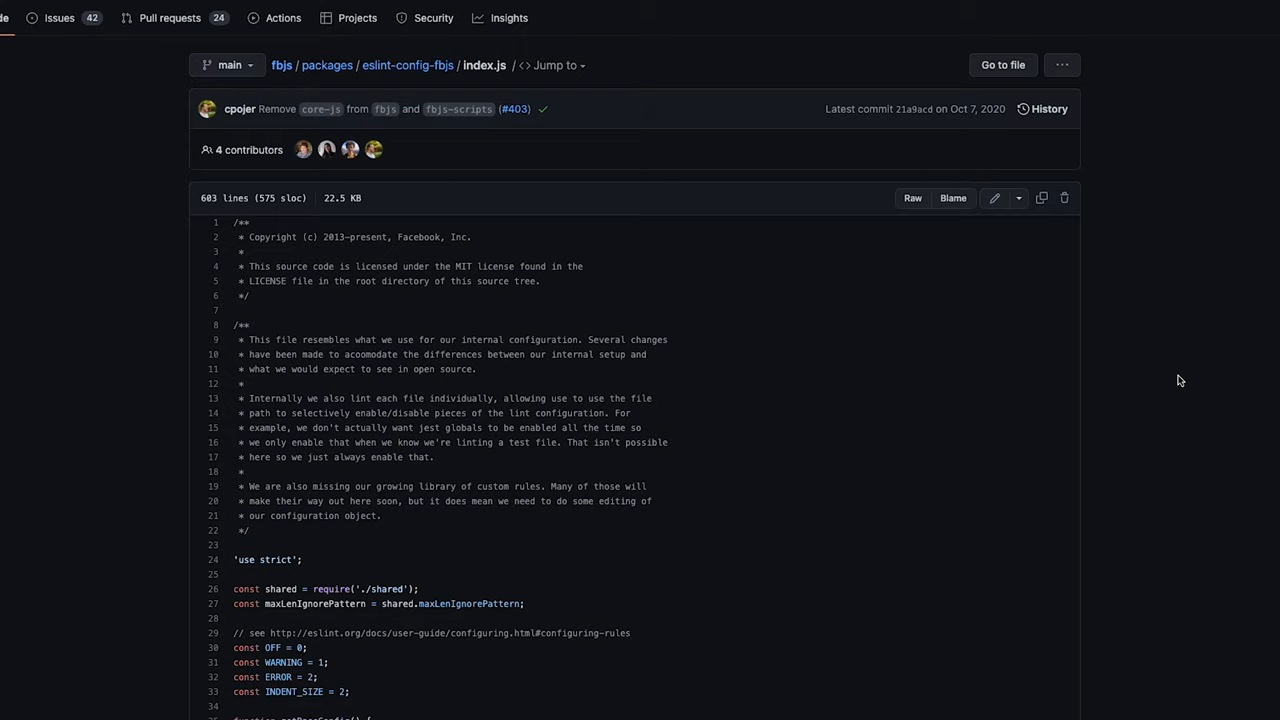 Issues 42 Pull requests 24 Actions Projects Security Insights
main fbjs / packages / eslint-config-fbjs / index.js / <> Jump to Go to file ...
cpojer Remove core-js from fbjs and fbjs-scripts (#403) Latest commit 21a9acd on Oct 7, 2020 History
4 contributors
603 lines (575 sloc) 22.5 KB Raw Blame
1 /**
2 * Copyright (c) 2013-present, Facebook, Inc.
3 *
4 * This source code is licensed under the MIT license found in the
5 * LICENSE file in the root directory of this source tree.
6 */
7
8 /**
9 * This file resembles what we use for our internal configuration. Several changes
10 * have been made to acoomodate the differences between our internal setup and
11 * what we would expect to see in open source.
12 *
13 * Internally we also lint each file individually, allowing use to use the file
14 * path to selectively enable/disable pieces of the lint configuration. For
15 * example, we don't actually want jest globals to be enabled all the time so
16 * we only enable that when we know we're linting a test file. That isn't possible
17 * here so we just always enable that.
18 *
19 * We are also missing our growing library of custom rules. Many of those will
20 * make their way out here soon, but it does mean we need to do some editing of
21 * our configuration object.
22 */
23
24 'use strict';
25
26 const shared = require('./shared');
27 const maxLenIgnorePattern = shared.maxLenIgnorePattern;
28
29 // see http://eslint.org/docs/user-guide/configuring.html#configuring-rules
30 const OFF = 0;
31 const WARNING = 1;
32 const ERROR = 2;
33 const INDENT_SIZE = 2;
34